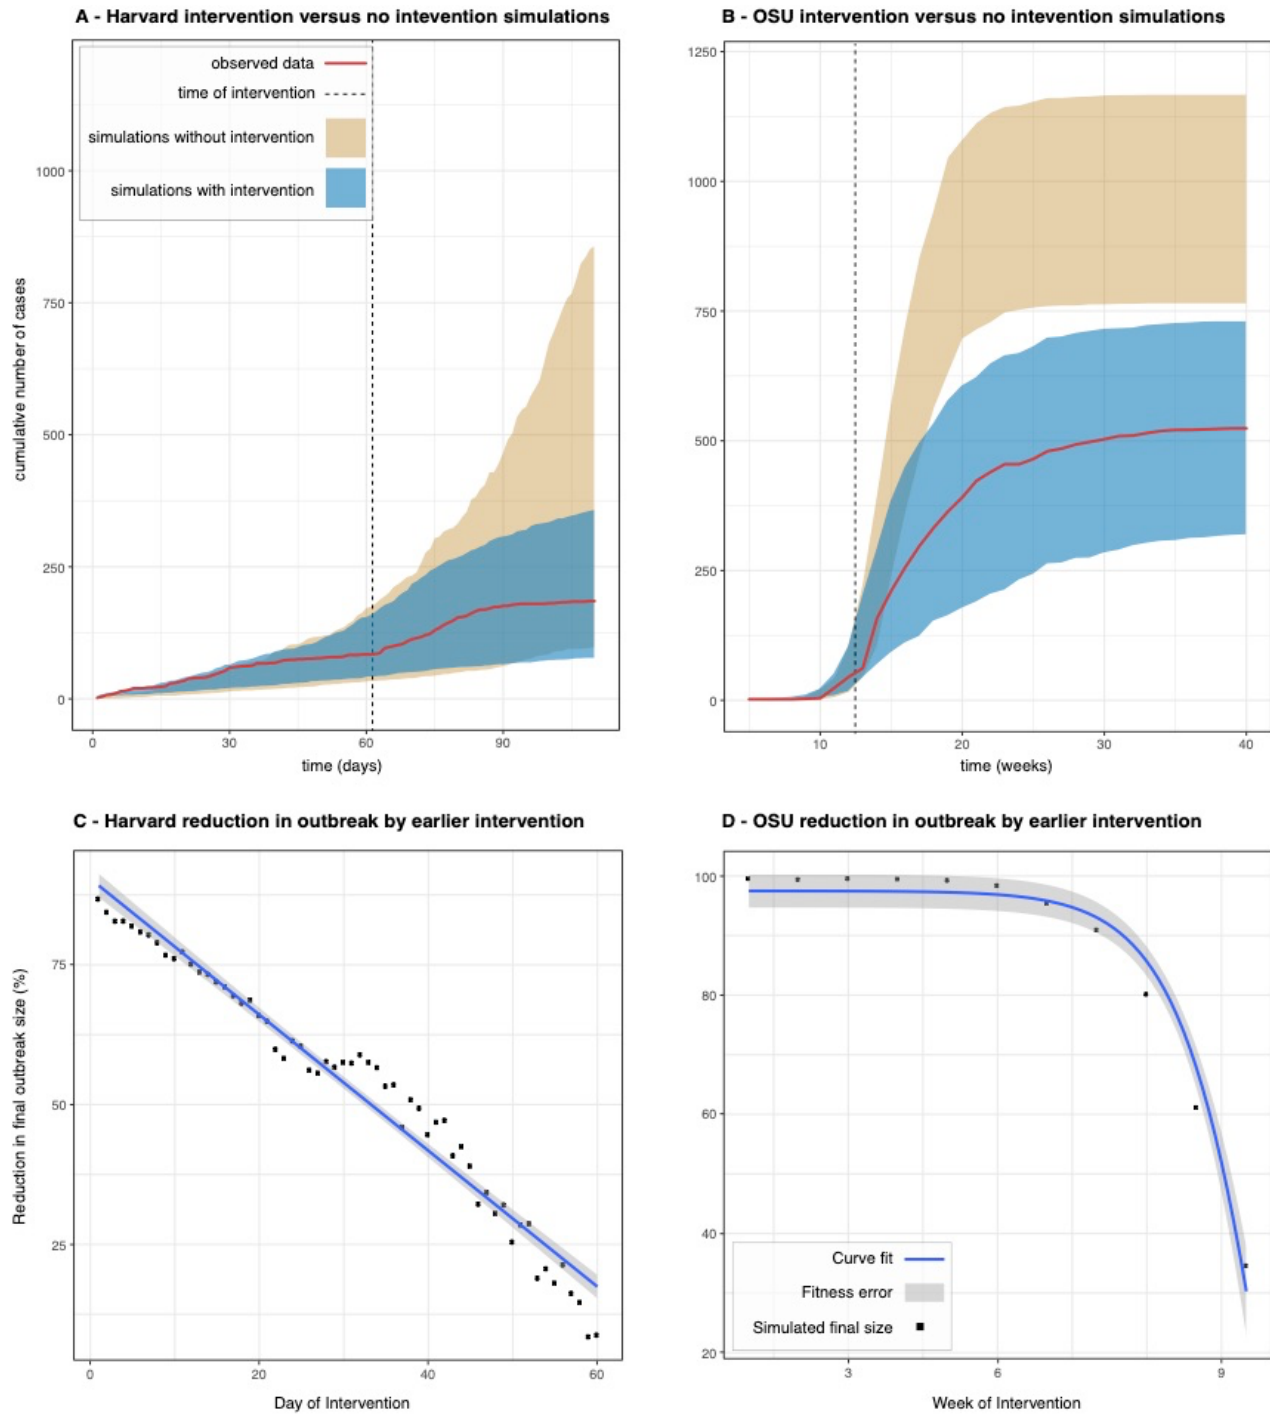 A - Harvard intervention versus no intevention simulations
observed data
time of intervention
simulations without intervention
simulations with intervention
1000
750
500
250
0
cumulative number of cases
0 30 60 90
time (days)
B - OSU intervention versus no intevention simulations
1250
1000
750
500
250
0
10 20 30 40
time (weeks)
C - Harvard reduction in outbreak by earlier intervention
75
50
25
Reduction in final outbreak size (%)
0 20 40 60
Day of Intervention
D - OSU reduction in outbreak by earlier intervention
100
80
60
40
20
Curve fit
Fitness error
Simulated final size
3 6 9
Week of Intervention